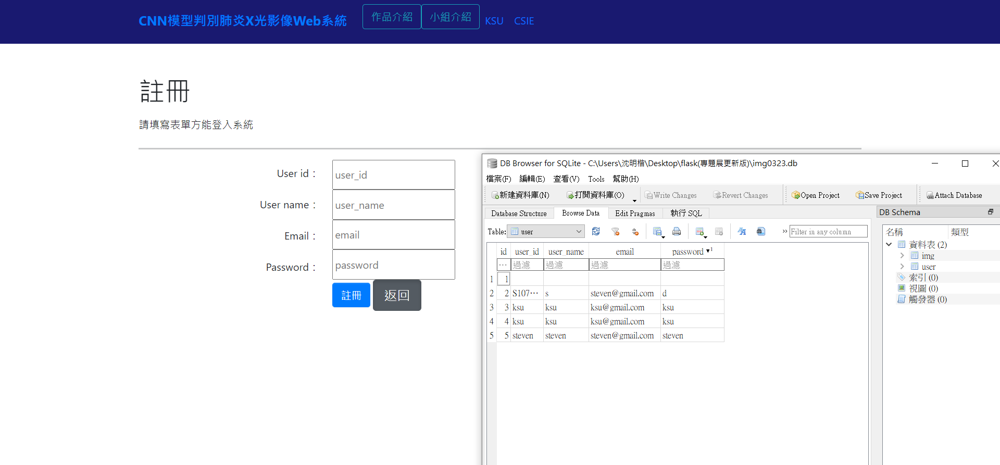 CNN模型判別肺炎X光影像Web系統 作品介紹 小組介紹 KSU CSIE
註冊
請填寫表單方能登入系統
User id： user_id
User name： user_name
Email： email
Password： password
註冊 返回
DB Browser for SQLite - C:\Users\沈明楷\Desktop\flask(專題展更新版)\img0323.db
檔案(F) 編輯(E) 查看(V) Tools 幫助(H)
新建資料庫(N) 打開資料庫(O) Write Changes Revert Changes Open Project Save Project Attach Database
Database Structure Browse Data Edit Pragmas 執行 SQL
Table: user Filter in any column
id user_id user_name email password 1
... 過濾 過濾 過濾 過濾
1 1
2 2 S107... s steven@gmail.com d
3 3 ksu ksu ksu@gmail.com ksu
4 4 ksu ksu ksu@gmail.com ksu
5 5 steven steven steven@gmail.com steven
DB Schema
名稱 類型
資料表 (2)
img
user
索引 (0)
視圖 (0)
觸發器 (0)